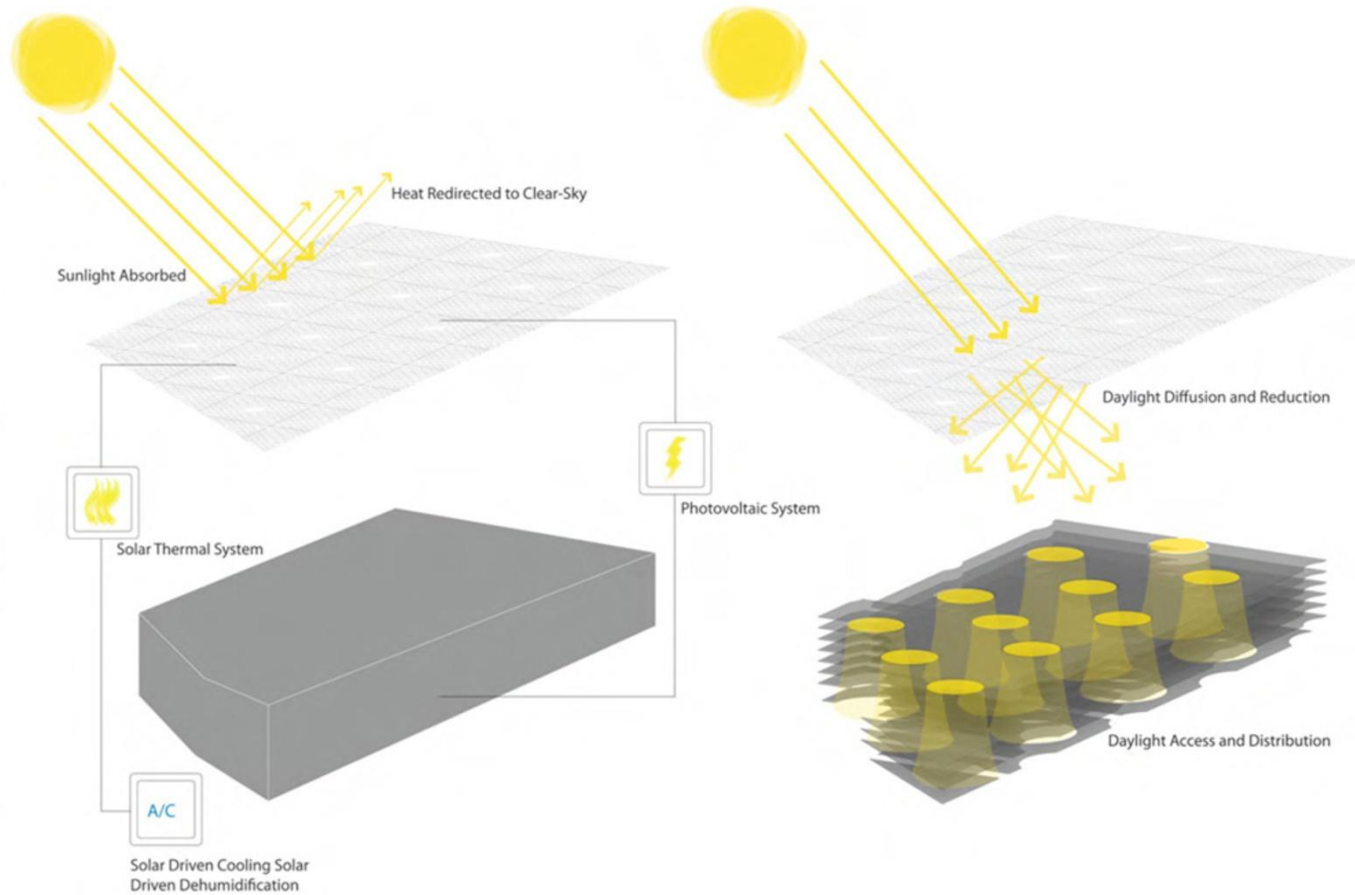 Heat Redirected to Clear-Sky
Sunlight Absorbed
Solar Thermal System
Photovoltaic System
A/C
Solar Driven Cooling Solar
Driven Dehumidification
Daylight Diffusion and Reduction
Daylight Access and Distribution